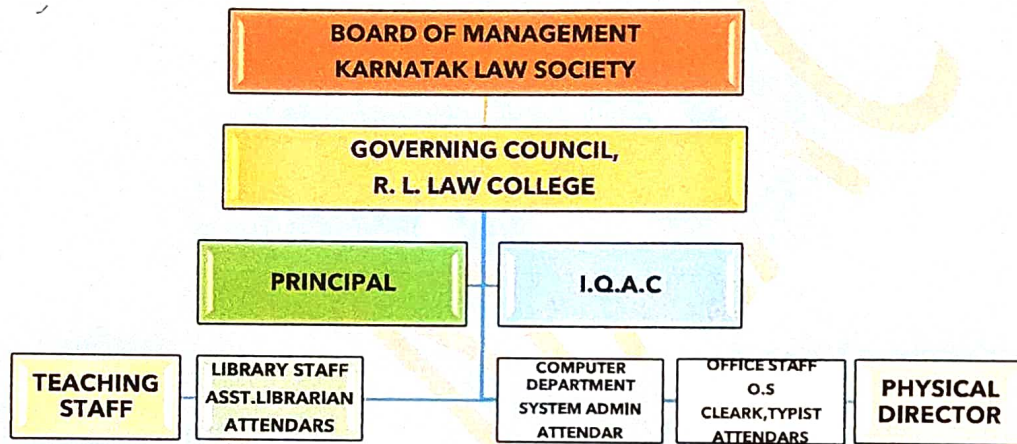 BOARD OF MANAGEMENT
KARNATAK LAW SOCIETY
GOVERNING COUNCIL,
R. L. LAW COLLEGE
PRINCIPAL
I.Q.A.C
TEACHING
STAFF
LIBRARY STAFF
ASST.LIBRARIAN
ATTENDARS
COMPUTER
DEPARTMENT
SYSTEM ADMIN
ATTENDAR
OFFICE STAFF
O.S
CLEARK,TYPIST
ATTENDARS
PHYSICAL
DIRECTOR